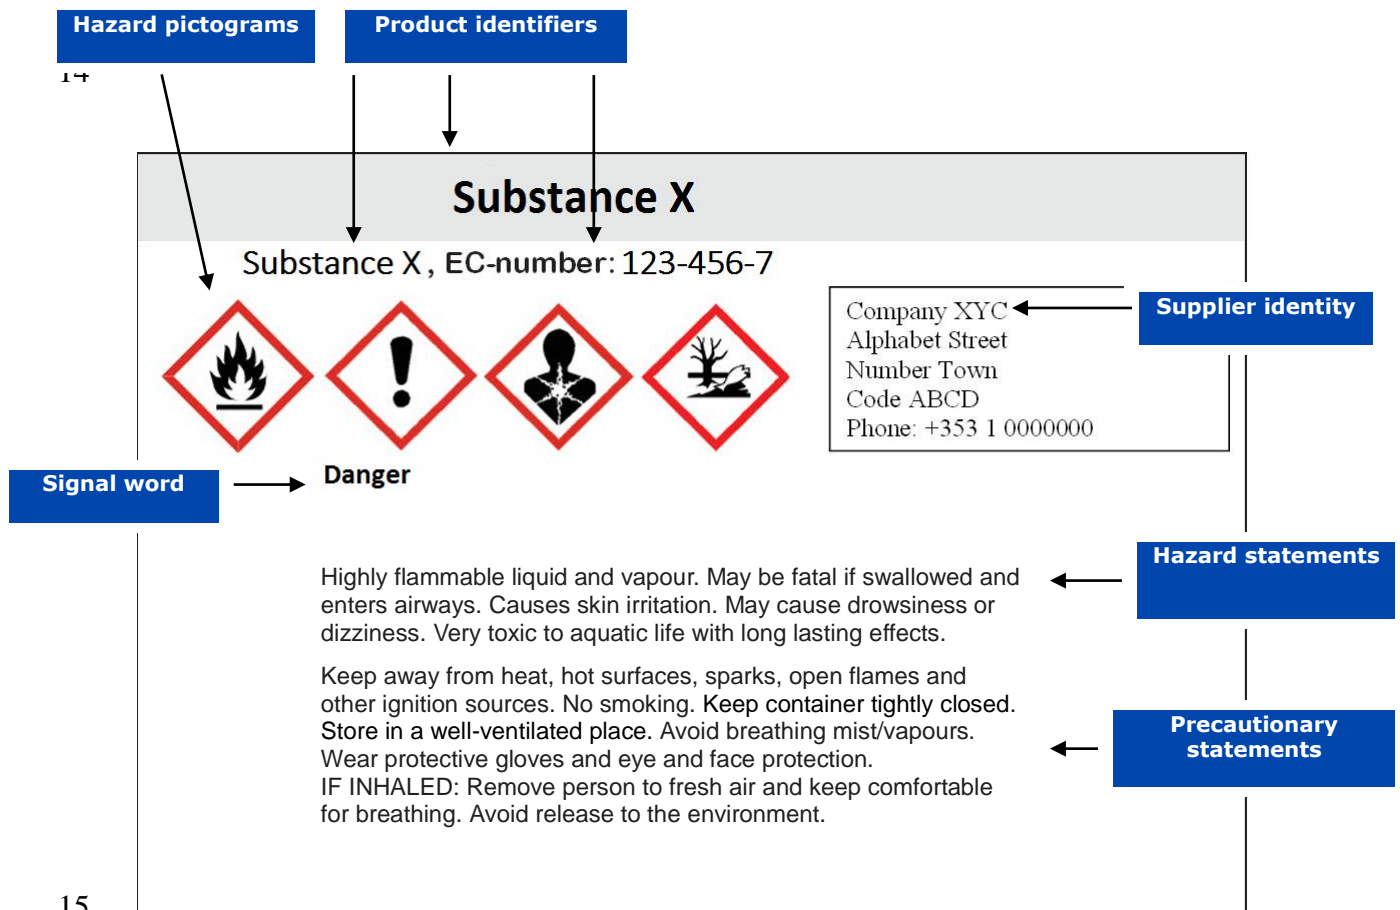 Hazard pictograms
Product identifiers
14
Substance X
Substance X , EC-number: 123-456-7
Company XYC
Alphabet Street
Number Town
Code ABCD
Phone: +353 1 0000000
Supplier identity
Signal word
Danger
Highly flammable liquid and vapour. May be fatal if swallowed and
enters airways. Causes skin irritation. May cause drowsiness or
dizziness. Very toxic to aquatic life with long lasting effects.
Hazard statements
Keep away from heat, hot surfaces, sparks, open flames and
other ignition sources. No smoking. Keep container tightly closed.
Store in a well-ventilated place. Avoid breathing mist/vapours.
Wear protective gloves and eye and face protection.
IF INHALED: Remove person to fresh air and keep comfortable
for breathing. Avoid release to the environment.
Precautionary
statements
15